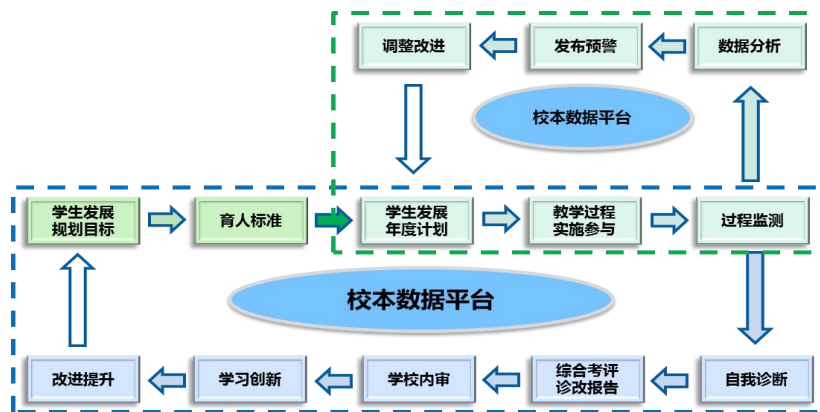 调整改进
发布预警
数据分析
校本数据平台
学生发展
规划目标
育人标准
学生发展
年度计划
教学过程
实施参与
过程监测
校本数据平台
改进提升
学习创新
学校内审
综合考评
诊改报告
自我诊断